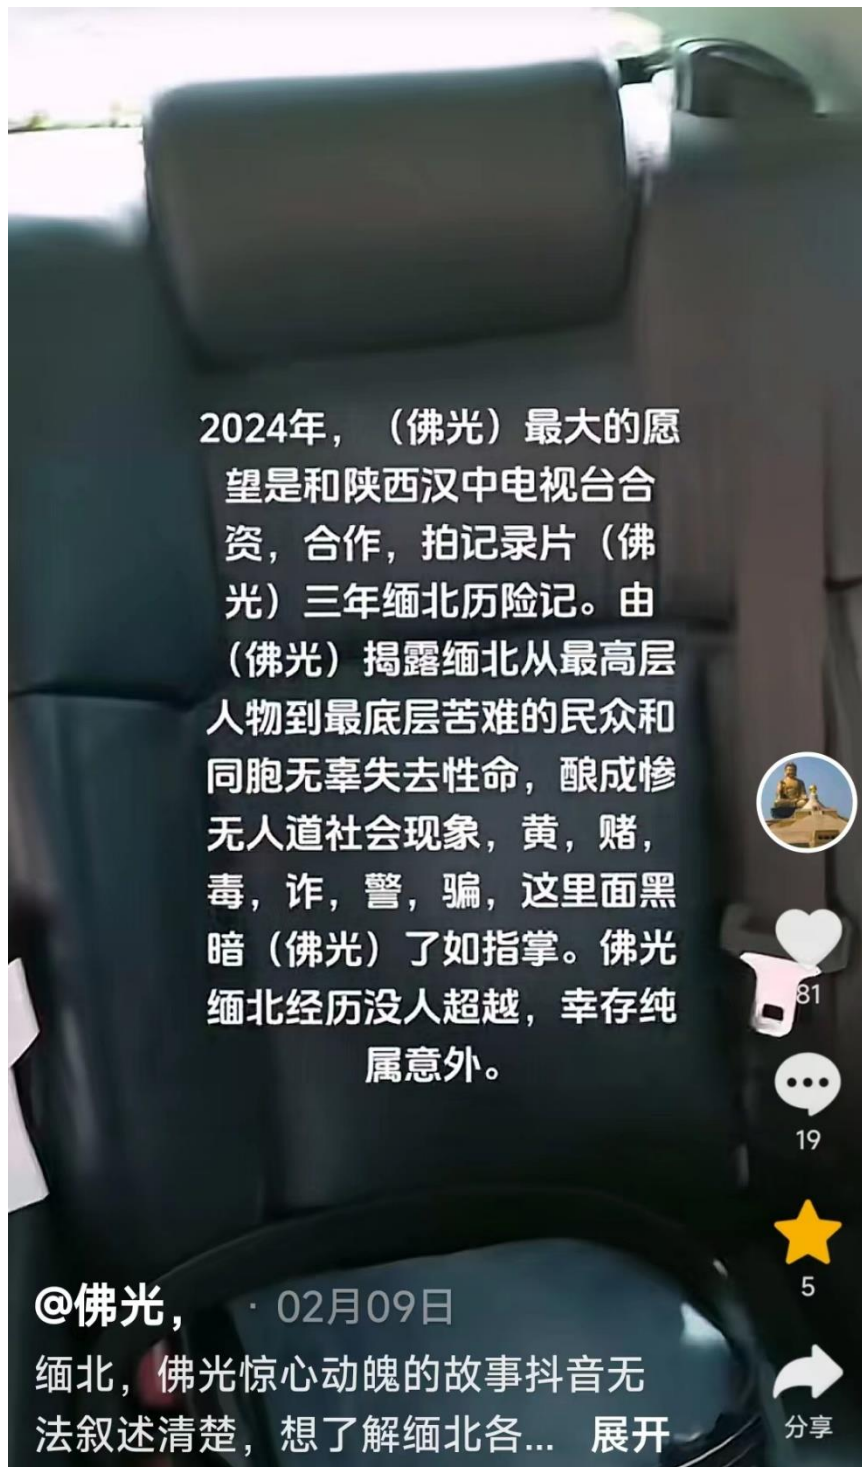 2024年，（佛光）最大的愿
望是和陕西汉中电视台合
资，合作，拍记录片（佛
光）三年缅北历险记。由
（佛光）揭露缅北从最高层
人物到最底层苦难的民众和
同胞无辜失去性命，酿成惨
无人道社会现象，黄，赌，
毒，诈，警，骗，这里面黑
暗（佛光）了如指掌。佛光
缅北经历没人超越，幸存纯
属意外。
81
19
5
分享
@佛光， · 02月09日
缅北，佛光惊心动魄的故事抖音无
法叙述清楚，想了解缅北各... 展开